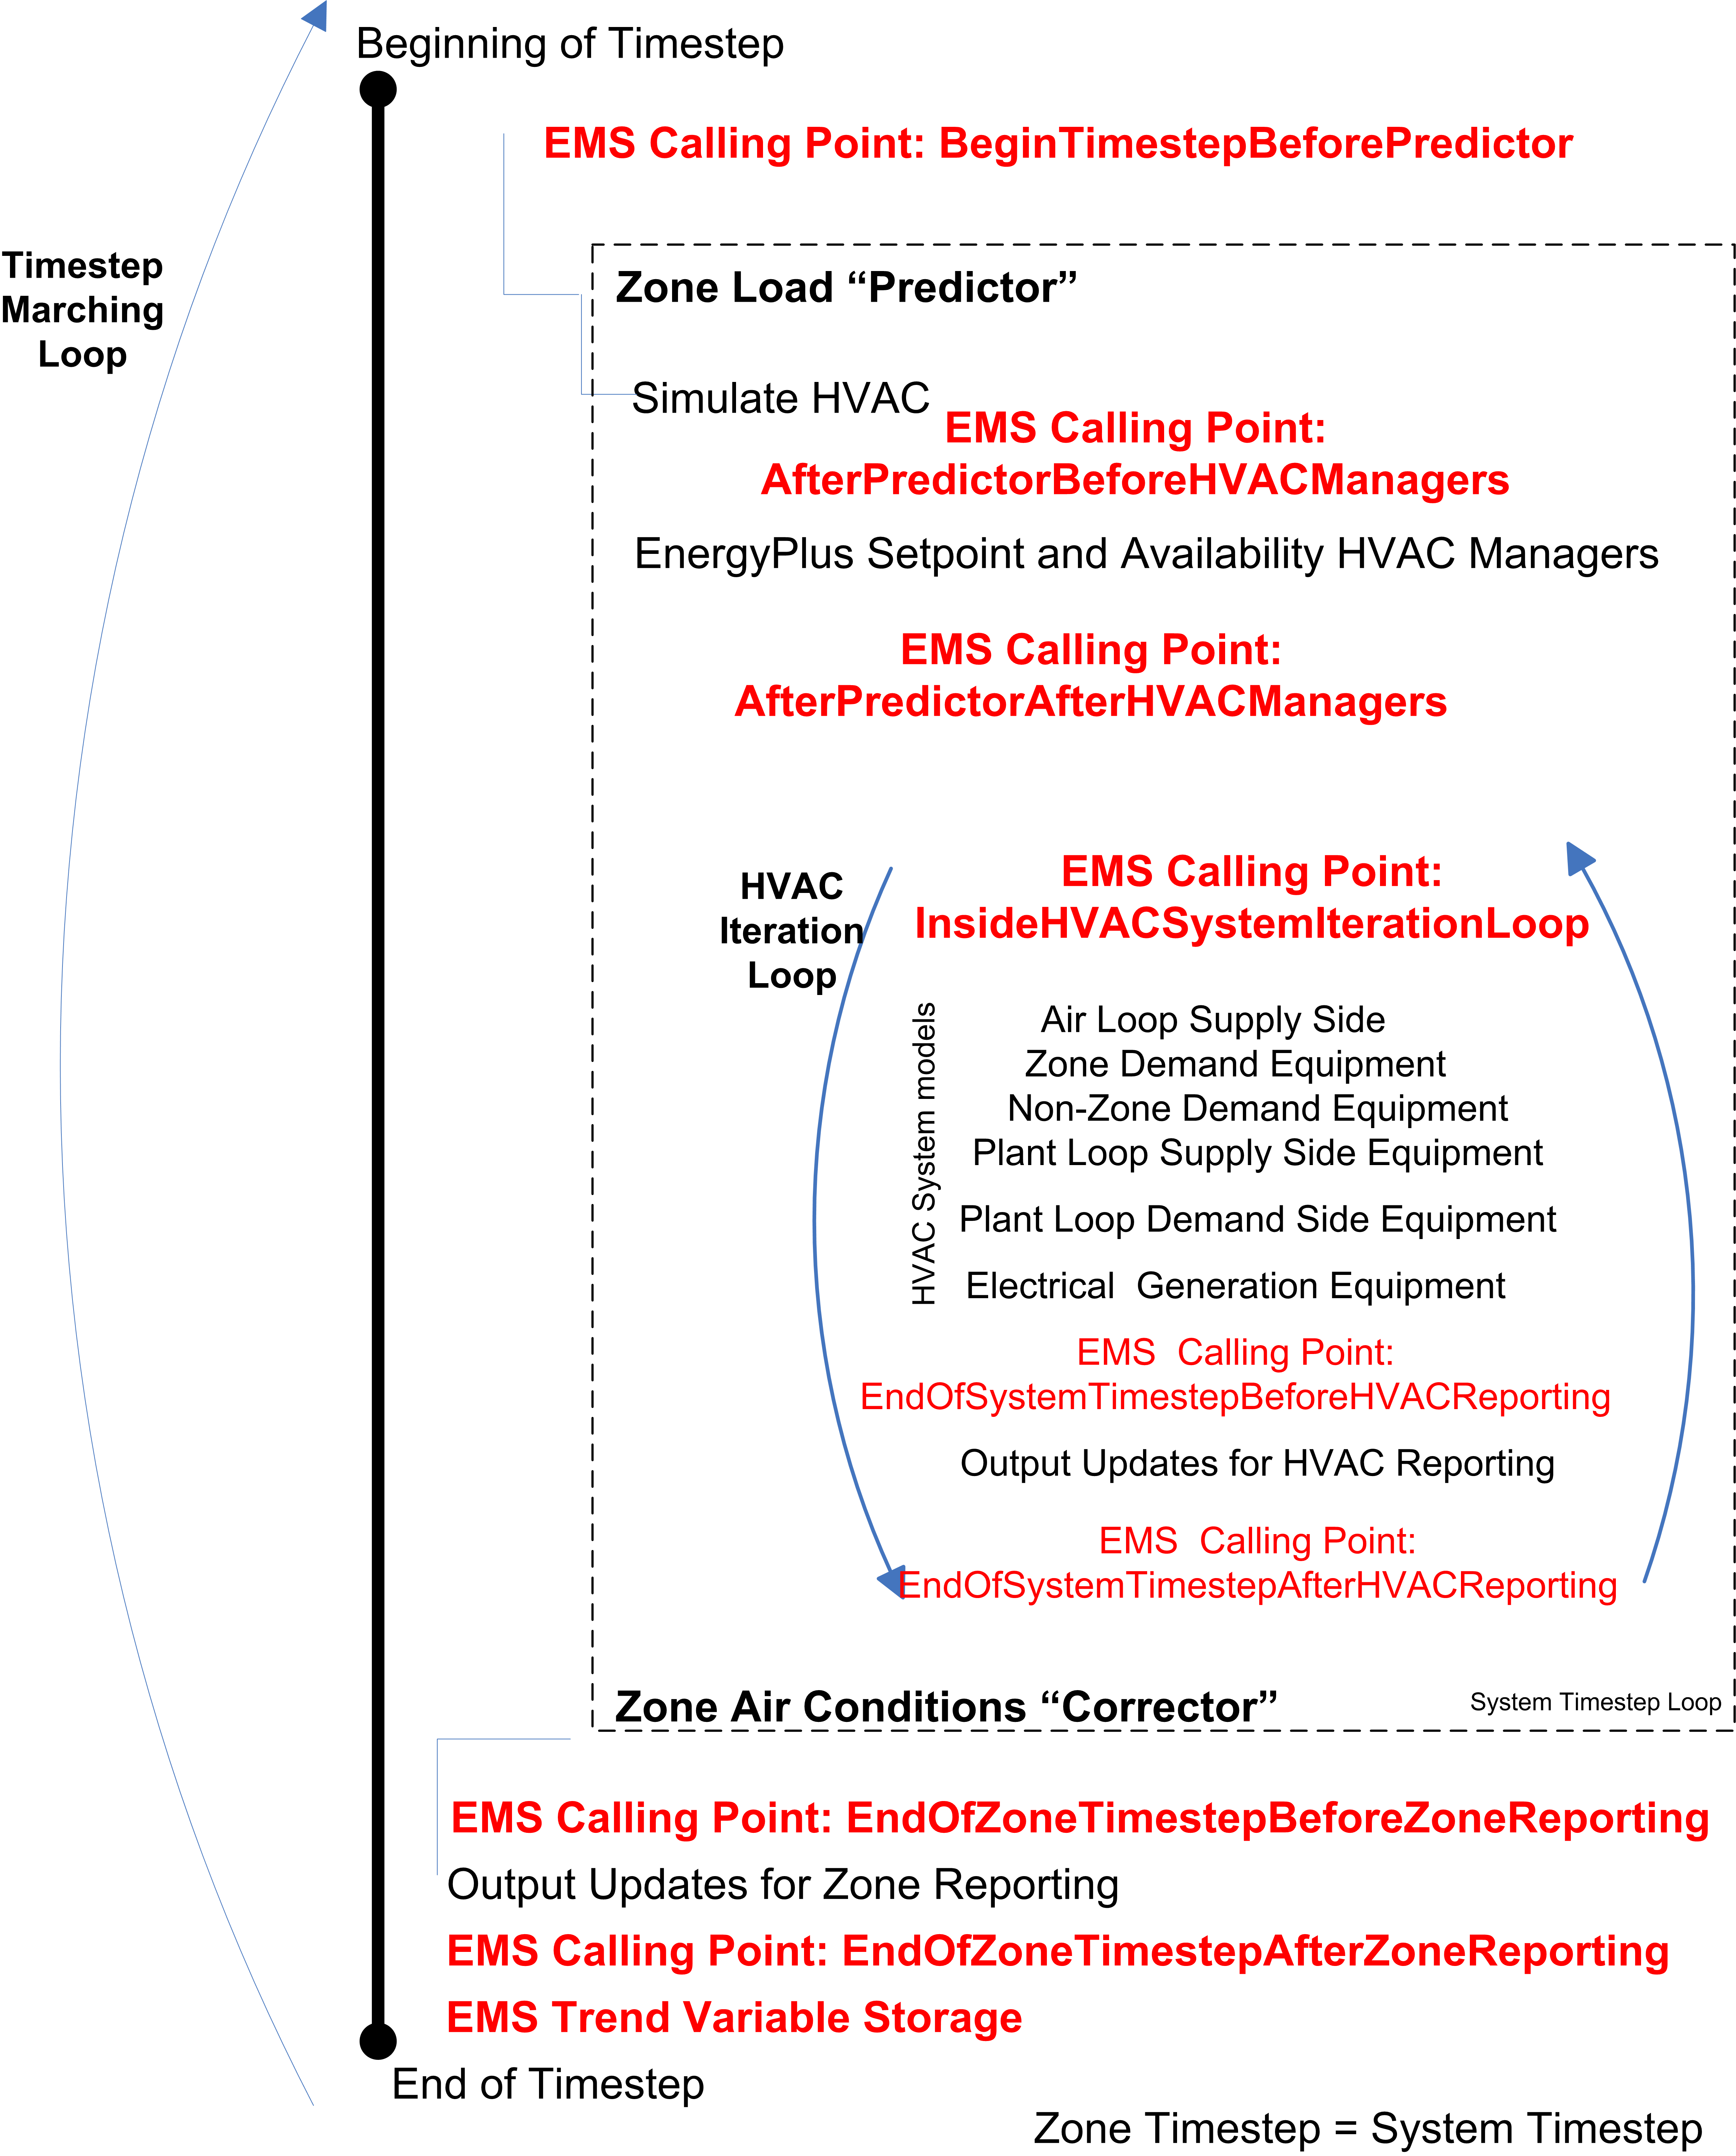 Beginning of Timestep
EMS Calling Point: BeginTimestepBeforePredictor
Timestep
Marching
Loop
Zone Load “Predictor”
Simulate HVAC
EMS Calling Point:
AfterPredictorBeforeHVACManagers
EnergyPlus Setpoint and Availability HVAC Managers
EMS Calling Point:
AfterPredictorAfterHVACManagers
HVAC
Iteration
Loop
EMS Calling Point:
InsideHVACSystemIterationLoop
HVAC System models
Air Loop Supply Side
Zone Demand Equipment
Non-Zone Demand Equipment
Plant Loop Supply Side Equipment
Plant Loop Demand Side Equipment
Electrical  Generation Equipment
EMS  Calling Point:
EndOfSystemTimestepBeforeHVACReporting
Output Updates for HVAC Reporting
EMS  Calling Point:
EndOfSystemTimestepAfterHVACReporting
Zone Air Conditions “Corrector”
System Timestep Loop
EMS Calling Point: EndOfZoneTimestepBeforeZoneReporting
Output Updates for Zone Reporting
EMS Calling Point: EndOfZoneTimestepAfterZoneReporting
EMS Trend Variable Storage
End of Timestep
Zone Timestep = System Timestep